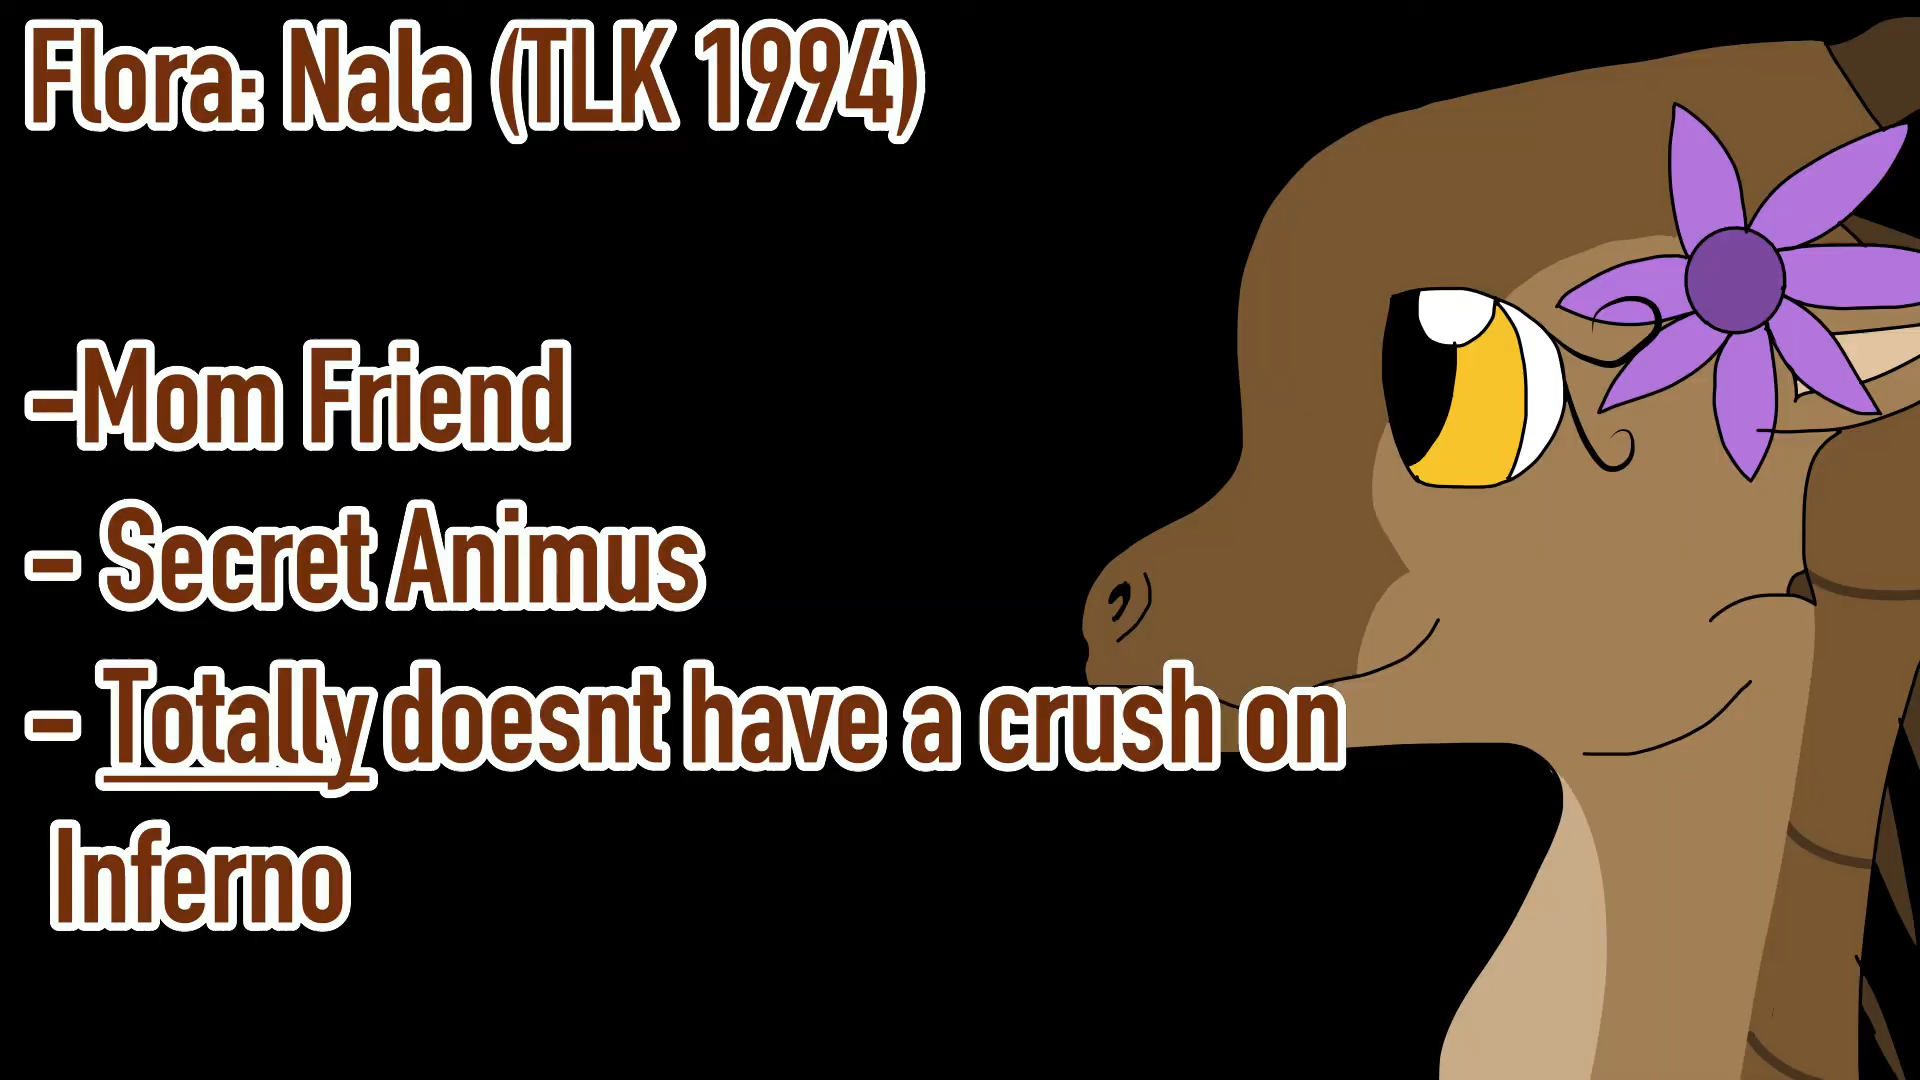 Flora: Nala (TLK 1994)
-Mom Friend
- Secret Animus
- Totally doesnt have a crush on
Inferno